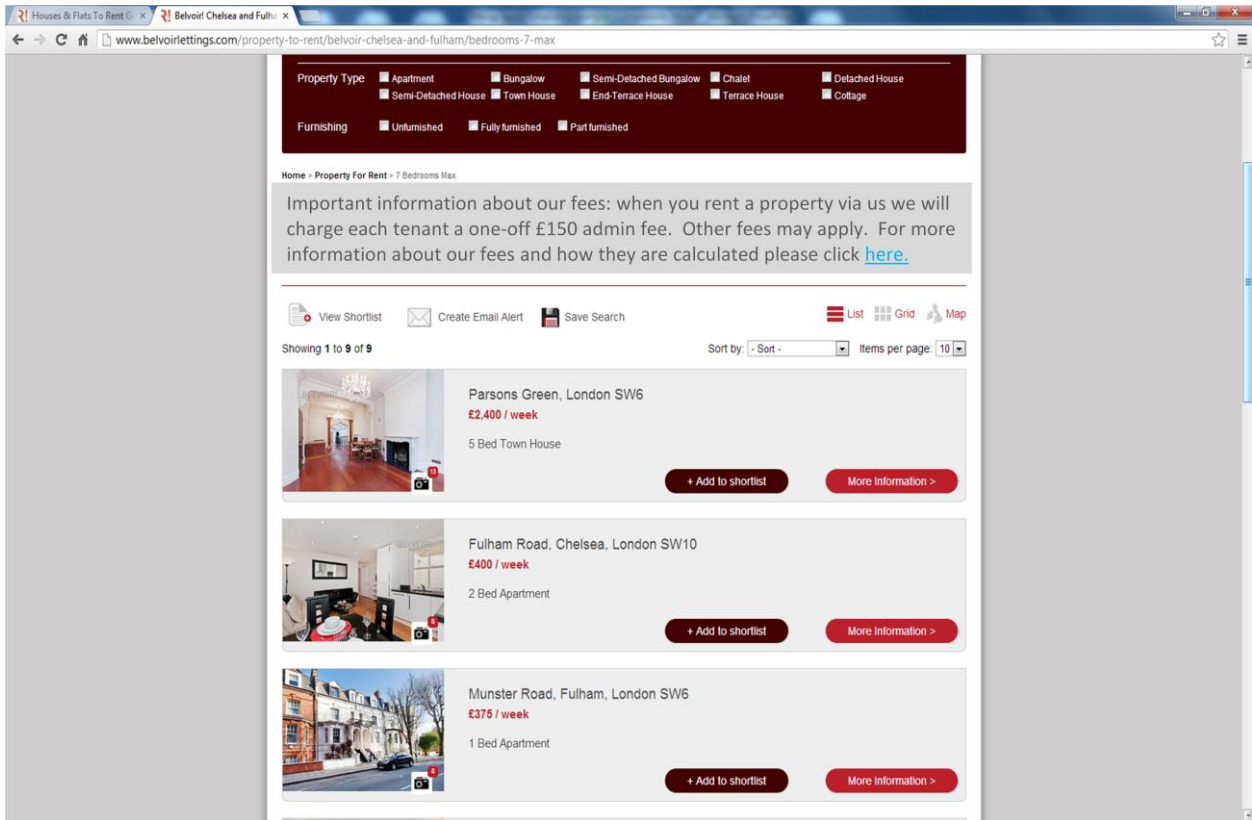 Houses & Flats To Rent G
Belvoir! Chelsea and Fulha
www.belvoirlettings.com/property-to-rent/belvoir-chelsea-and-fulham/bedrooms-7-max
Property Type Apartment Bungalow Semi-Detached Bungalow Chalet Detached House
Semi-Detached House Town House End-Terrace House Terrace House Cottage
Furnishing Unfurnished Fully furnished Part furnished
Home > Property For Rent > 7 Bedrooms Max
Important information about our fees: when you rent a property via us we will
charge each tenant a one-off £150 admin fee. Other fees may apply. For more
information about our fees and how they are calculated please click here.
View Shortlist Create Email Alert Save Search List Grid Map
Showing 1 to 9 of 9 Sort by: - Sort - Items per page: 10
BELVOIR
Parsons Green, London SW6
£2,400 / week
5 Bed Town House
13
+ Add to shortlist More Information >
BELVOIR
Fulham Road, Chelsea, London SW10
£400 / week
2 Bed Apartment
8
+ Add to shortlist More Information >
Munster Road, Fulham, London SW6
£375 / week
1 Bed Apartment
8
+ Add to shortlist More Information >